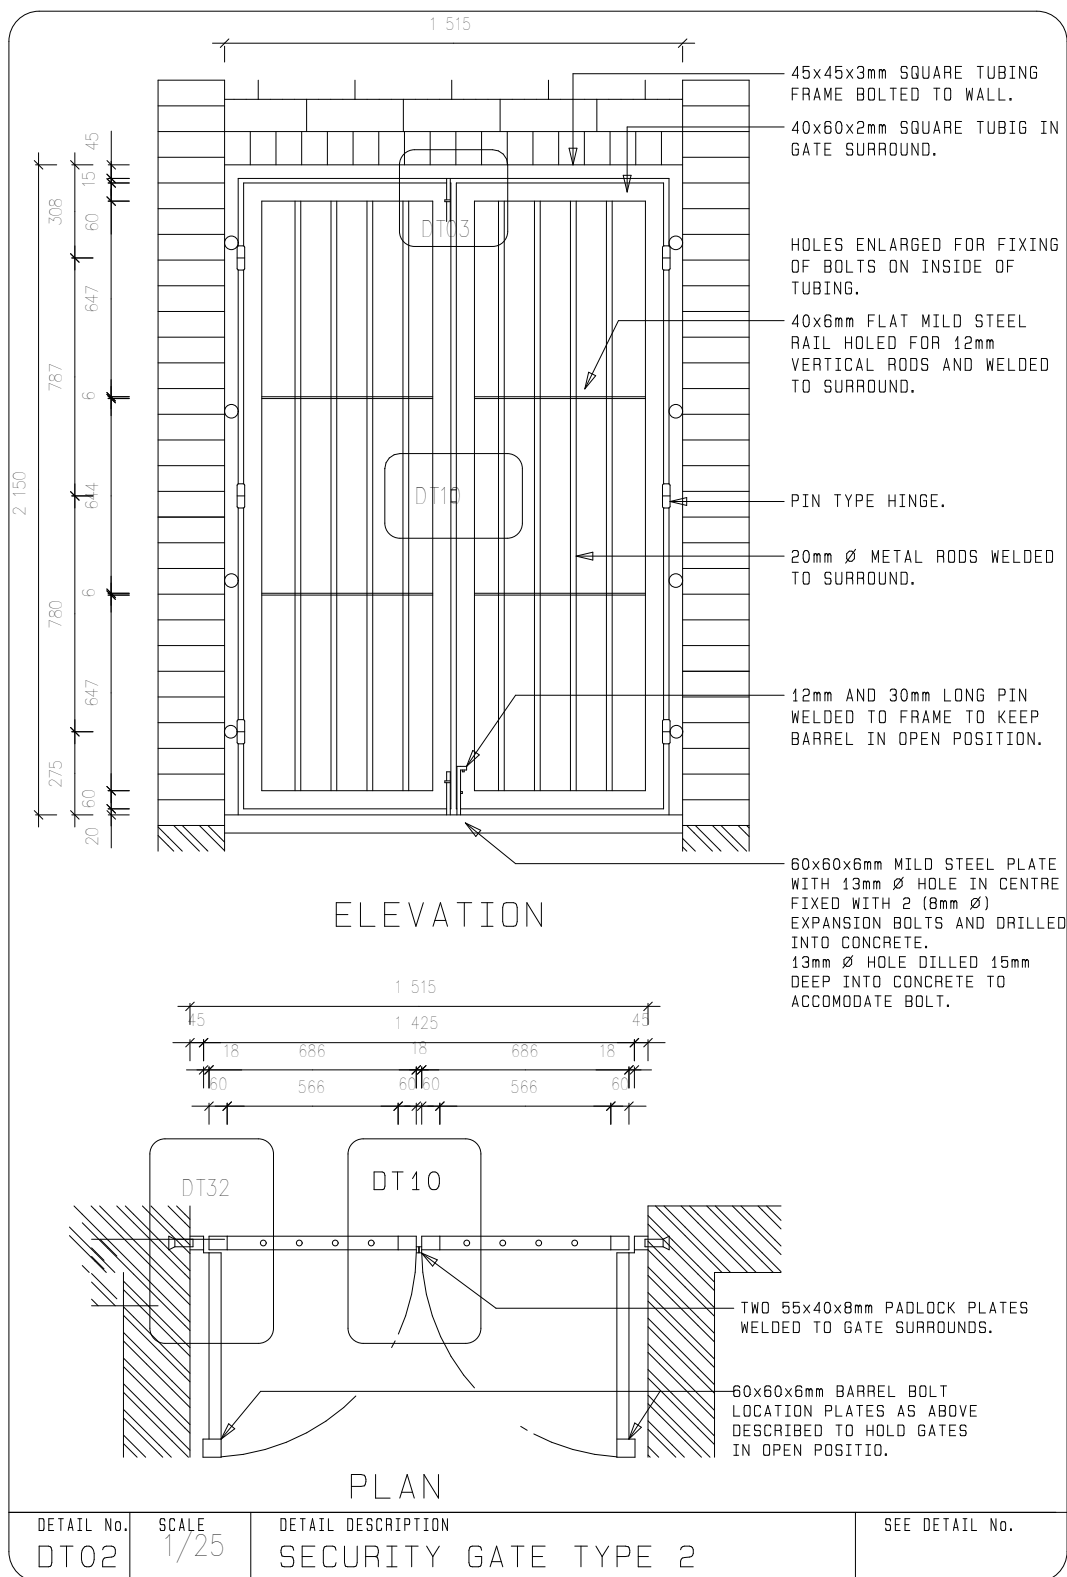 1 515
45x45x3mm SQUARE TUBING
FRAME BOLTED TO WALL.
40x60x2mm SQUARE TUBIG IN
GATE SURROUND.
HOLES ENLARGED FOR FIXING
OF BOLTS ON INSIDE OF
TUBING.
40x6mm FLAT MILD STEEL
RAIL HOLED FOR 12mm
VERTICAL RODS AND WELDED
TO SURROUND.
PIN TYPE HINGE.
20mm Ø METAL RODS WELDED
TO SURROUND.
12mm AND 30mm LONG PIN
WELDED TO FRAME TO KEEP
BARREL IN OPEN POSITION.
60x60x6mm MILD STEEL PLATE
WITH 13mm Ø HOLE IN CENTRE
FIXED WITH 2 (8mm Ø)
EXPANSION BOLTS AND DRILLED
INTO CONCRETE.
13mm Ø HOLE DILLED 15mm
DEEP INTO CONCRETE TO
ACCOMODATE BOLT.
2 150
308
787
780
275
45
15
60
647
6
644
6
647
60
20
DT03
DT10
ELEVATION
1 515
45
1 425
45
18
686
18
686
18
60
566
60
60
566
60
DT32
DT10
TWO 55x40x8mm PADLOCK PLATES
WELDED TO GATE SURROUNDS.
60x60x6mm BARREL BOLT
LOCATION PLATES AS ABOVE
DESCRIBED TO HOLD GATES
IN OPEN POSITIO.
PLAN
DETAIL No.
DT02
SCALE
1/25
DETAIL DESCRIPTION
SECURITY GATE TYPE 2
SEE DETAIL No.